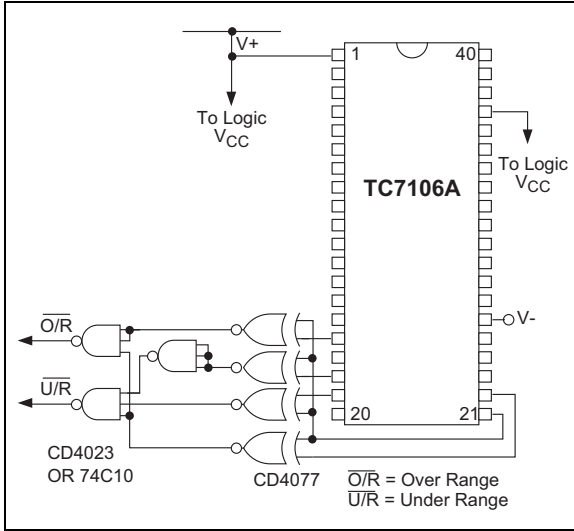 V+
1
40
To Logic
VCC
To Logic
VCC
TC7106A
V-
O/R
U/R
20
21
CD4023
OR 74C10
CD4077
O/R = Over Range
U/R = Under Range